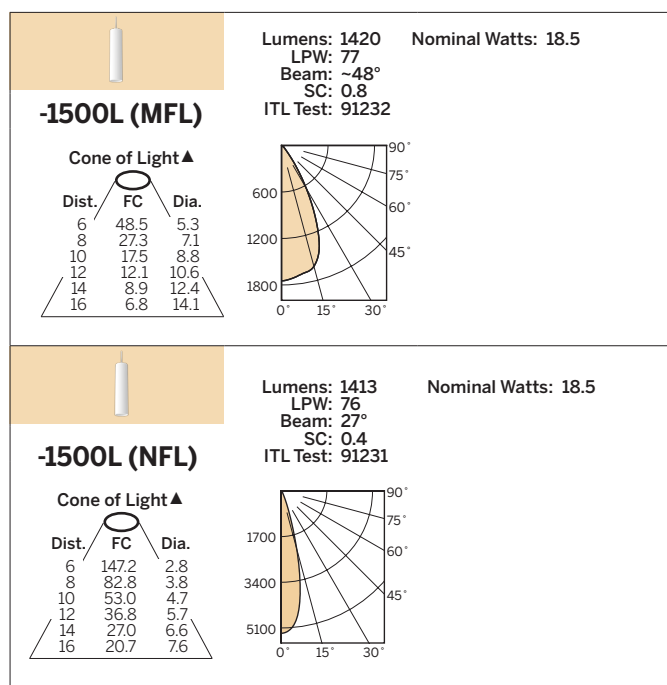 Lumens: 1420 Nominal Watts: 18.5
LPW: 77
Beam: ~48°
SC: 0.8
ITL Test: 91232
-1500L (MFL)
Cone of Light▲
Dist. FC Dia.
6 48.5 5.3
8 27.3 7.1
10 17.5 8.8
12 12.1 10.6
14 8.9 12.4
16 6.8 14.1
90°
75°
600
60°
1200
45°
1800
0° 15° 30°
Lumens: 1413 Nominal Watts: 18.5
LPW: 76
Beam: 27°
SC: 0.4
ITL Test: 91231
-1500L (NFL)
Cone of Light▲
Dist. FC Dia.
6 147.2 2.8
8 82.8 3.8
10 53.0 4.7
12 36.8 5.7
14 27.0 6.6
16 20.7 7.6
90°
75°
1700
60°
3400
45°
5100
0° 15° 30°